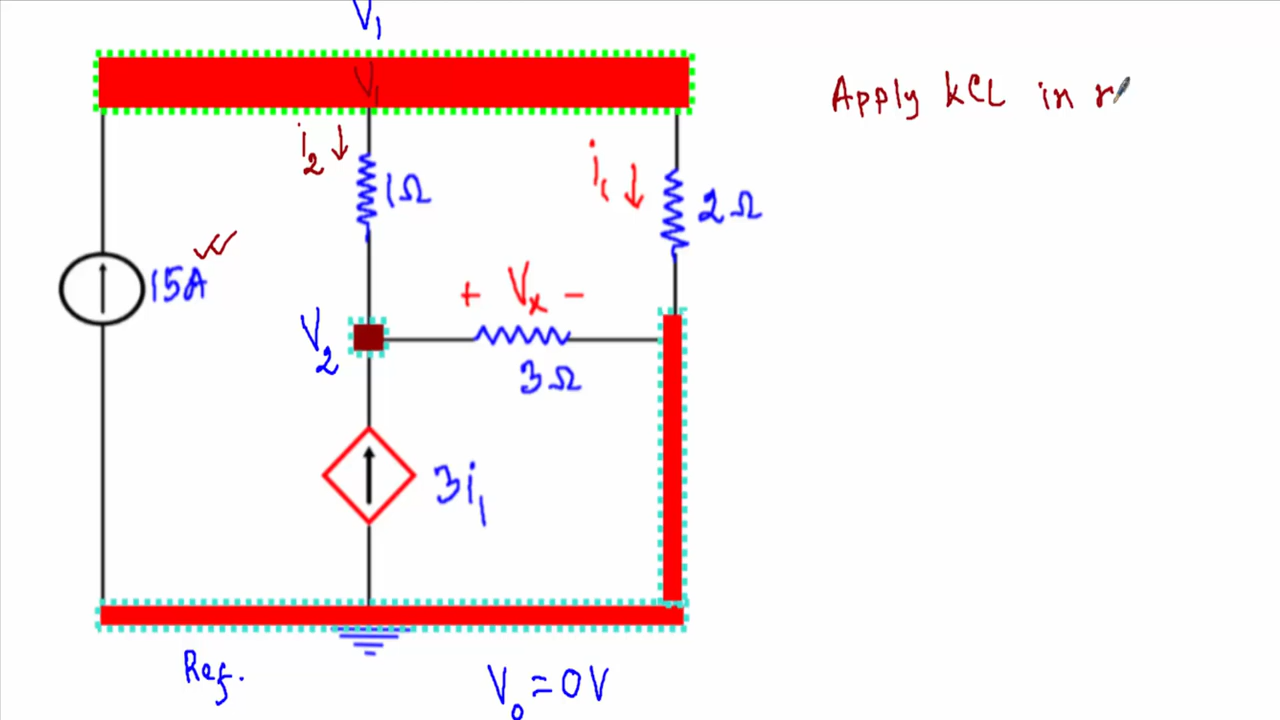 V1
V1
Apply KCL in
i2 ↓
1Ω
i1 ↓
2Ω
15A
+ Vx −
V2
3Ω
3i1
Ref.
V0 = 0V